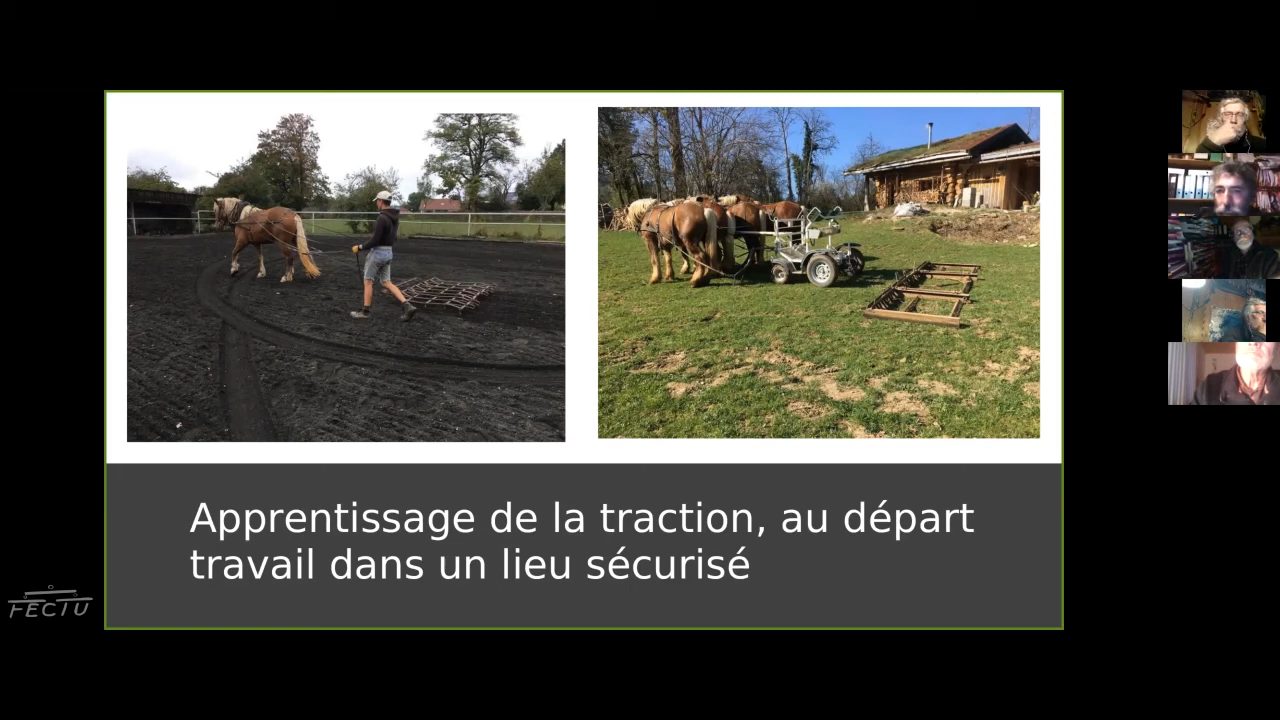 Apprentissage de la traction, au départ
travail dans un lieu sécurisé
FECTU